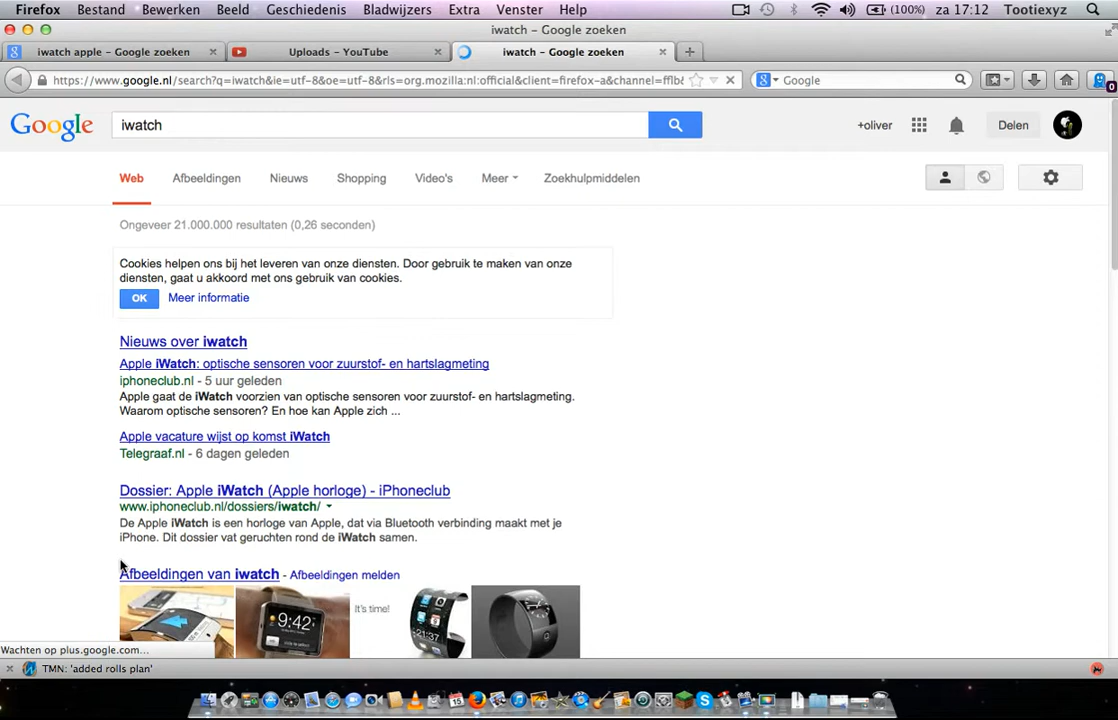 Firefox Bestand Bewerken Beeld Geschiedenis Bladwijzers Extra Venster Help (100%) za 17:12 Tootiexyz
iwatch - Google zoeken
iwatch apple - Google zoeken Uploads - YouTube iwatch - Google zoeken
https://www.google.nl/search?q=iwatch&ie=utf-8&oe=utf-8&rls=org.mozilla:nl:official&client=firefox-a&channel=fflb& Google 0
Google iwatch +oliver Delen
Web Afbeeldingen Nieuws Shopping Video's Meer Zoekhulpmiddelen
Ongeveer 21.000.000 resultaten (0,26 seconden)
Cookies helpen ons bij het leveren van onze diensten. Door gebruik te maken van onze
diensten, gaat u akkoord met ons gebruik van cookies.
OK Meer informatie
Nieuws over iwatch
Apple iWatch: optische sensoren voor zuurstof- en hartslagmeting
iphoneclub.nl - 5 uur geleden
Apple gaat de iWatch voorzien van optische sensoren voor zuurstof- en hartslagmeting.
Waarom optische sensoren? En hoe kan Apple zich ...
Apple vacature wijst op komst iWatch
Telegraaf.nl - 6 dagen geleden
Dossier: Apple iWatch (Apple horloge) - iPhoneclub
www.iphoneclub.nl/dossiers/iwatch/
De Apple iWatch is een horloge van Apple, dat via Bluetooth verbinding maakt met je
iPhone. Dit dossier vat geruchten rond de iWatch samen.
Afbeeldingen van iwatch - Afbeeldingen melden
It's time!
9:42
21:37
Wachten op plus.google.com...
TMN: 'added rolls plan'
15